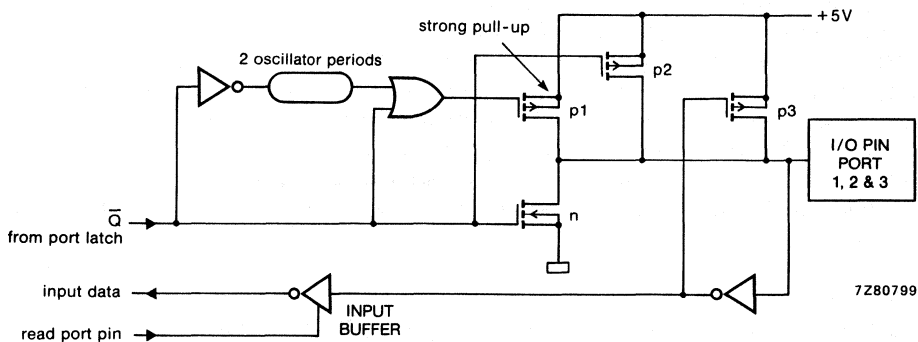 strong pull-up
+5V
2 oscillator periods
p2
p1
p3
I/O PIN
PORT
1, 2 & 3
Q̅
from port latch
n
input data
INPUT
BUFFER
read port pin
7Z80799